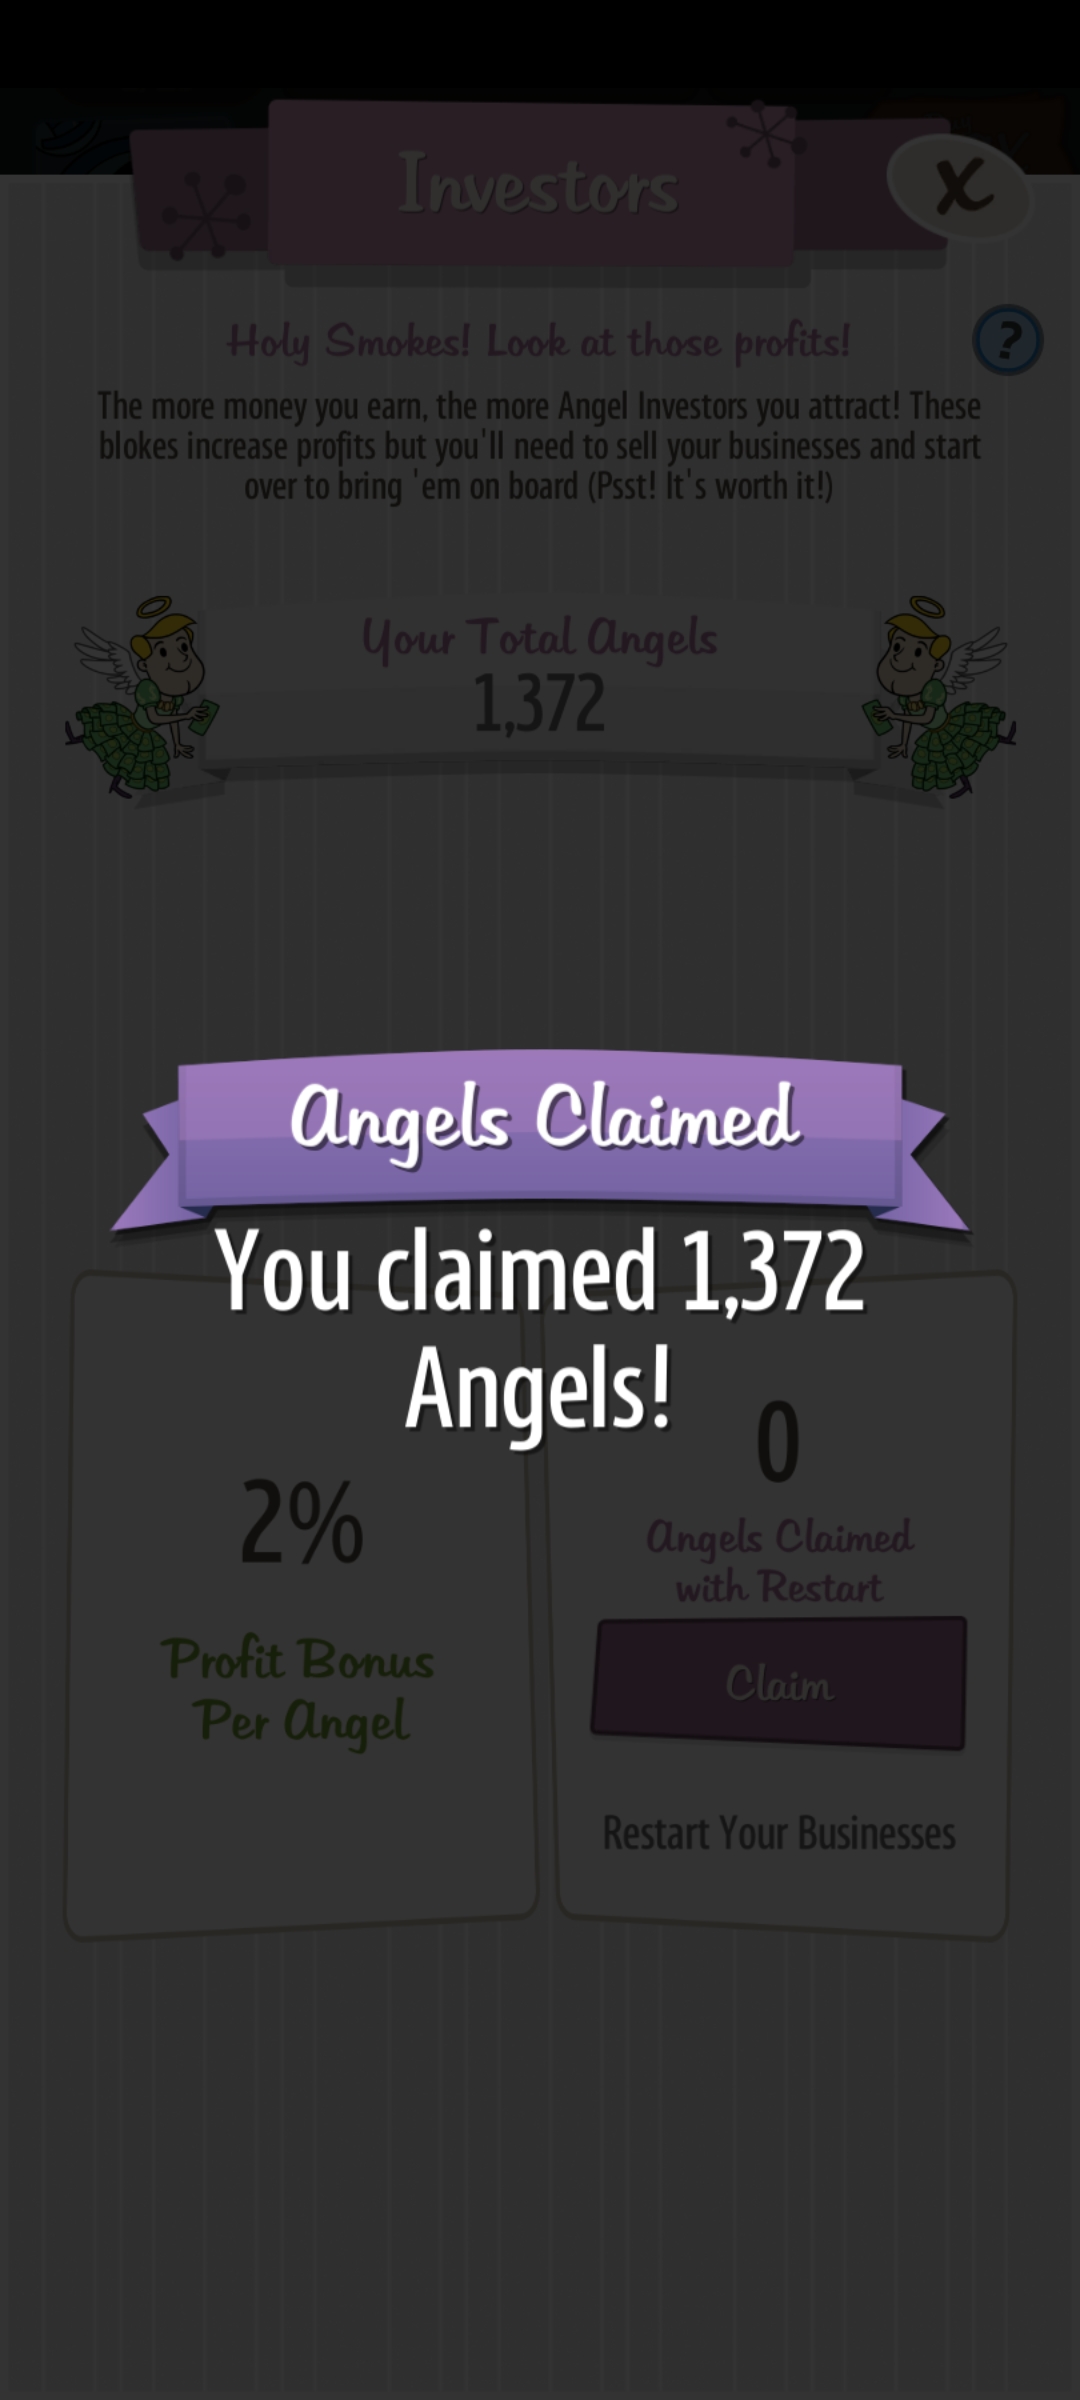 Investors
X
Holy Smokes! Look at those profits!
?
The more money you earn, the more Angel Investors you attract! These
blokes increase profits but you'll need to sell your businesses and start
over to bring 'em on board (Psst! It's worth it!)
Your Total Angels
1,372
Angels Claimed
You claimed 1,372
Angels!
2%
Profit Bonus
Per Angel
0
Angels Claimed
with Restart
Claim
Restart Your Businesses